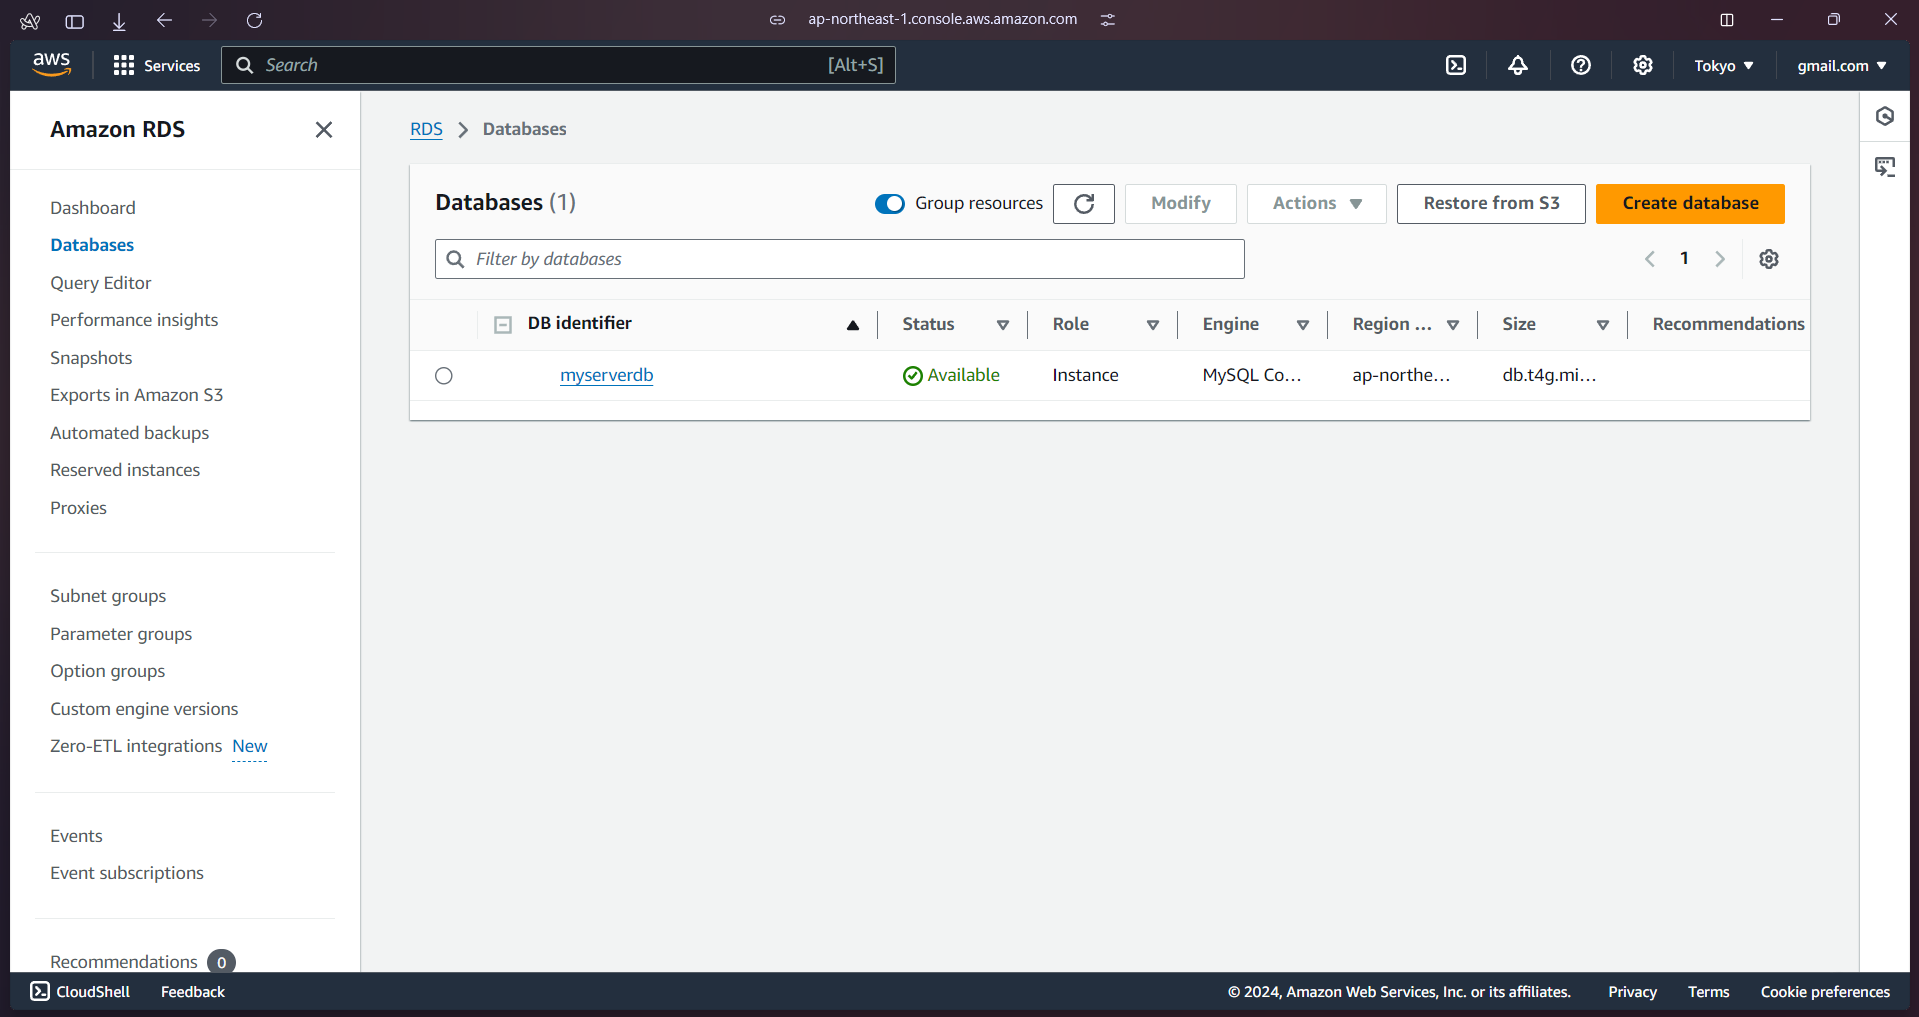 ap-northeast-1.console.aws.amazon.com
aws
Services
Search
[Alt+S]
Tokyo
gmail.com
Amazon RDS
Dashboard
Databases
Query Editor
Performance insights
Snapshots
Exports in Amazon S3
Automated backups
Reserved instances
Proxies
Subnet groups
Parameter groups
Option groups
Custom engine versions
Zero-ETL integrations New
Events
Event subscriptions
Recommendations 0
RDS > Databases
Databases (1)
Group resources
Modify
Actions
Restore from S3
Create database
Filter by databases
1
DB identifier Status Role Engine Region ... Size Recommendations
myserverdb Available Instance MySQL Co... ap-northe... db.t4g.mi...
CloudShell Feedback © 2024, Amazon Web Services, Inc. or its affiliates. Privacy Terms Cookie preferences